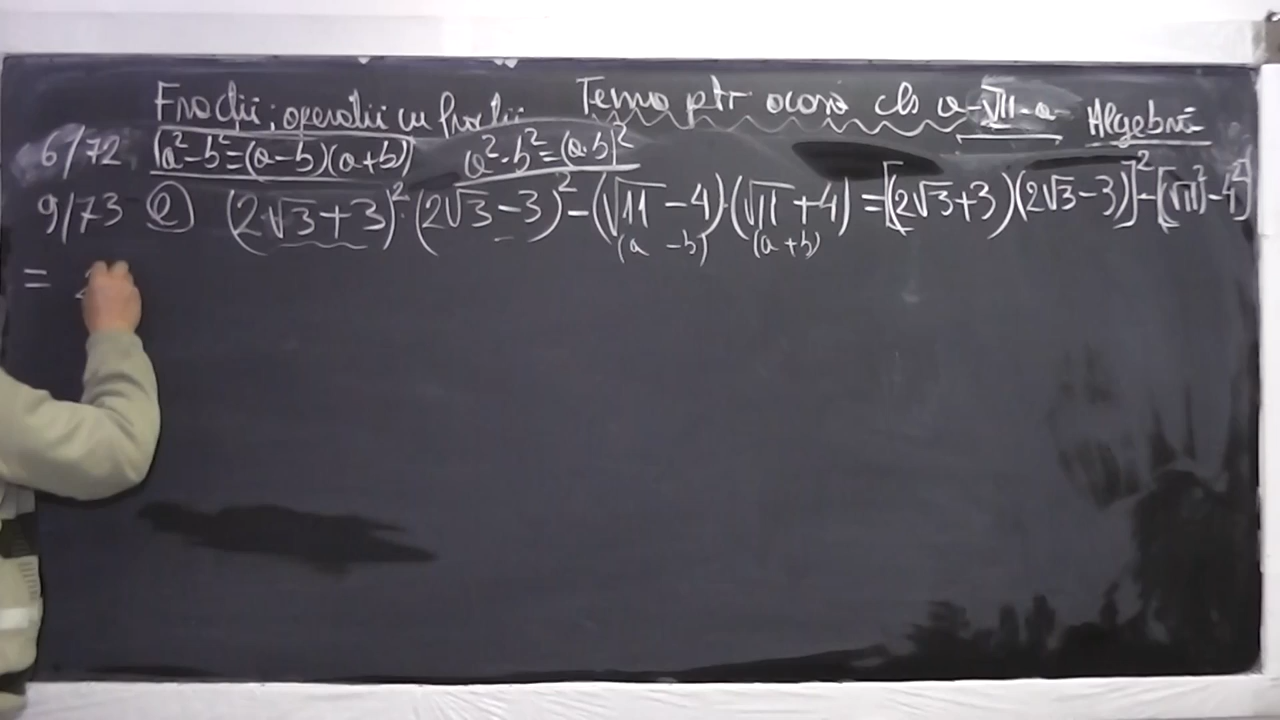 Fracții; operații cu fracții Tema ptr acasă cls a-VII-a Algebră
6/72 a²-b²=(a-b)(a+b) a²·b²=(a·b)²
9/73 e) (2√3+3)²·(2√3-3)²-(√11-4)·(√11+4)=[(2√3+3)(2√3-3)]²-[(√11)²-4²]
(a -b) (a+b)
=